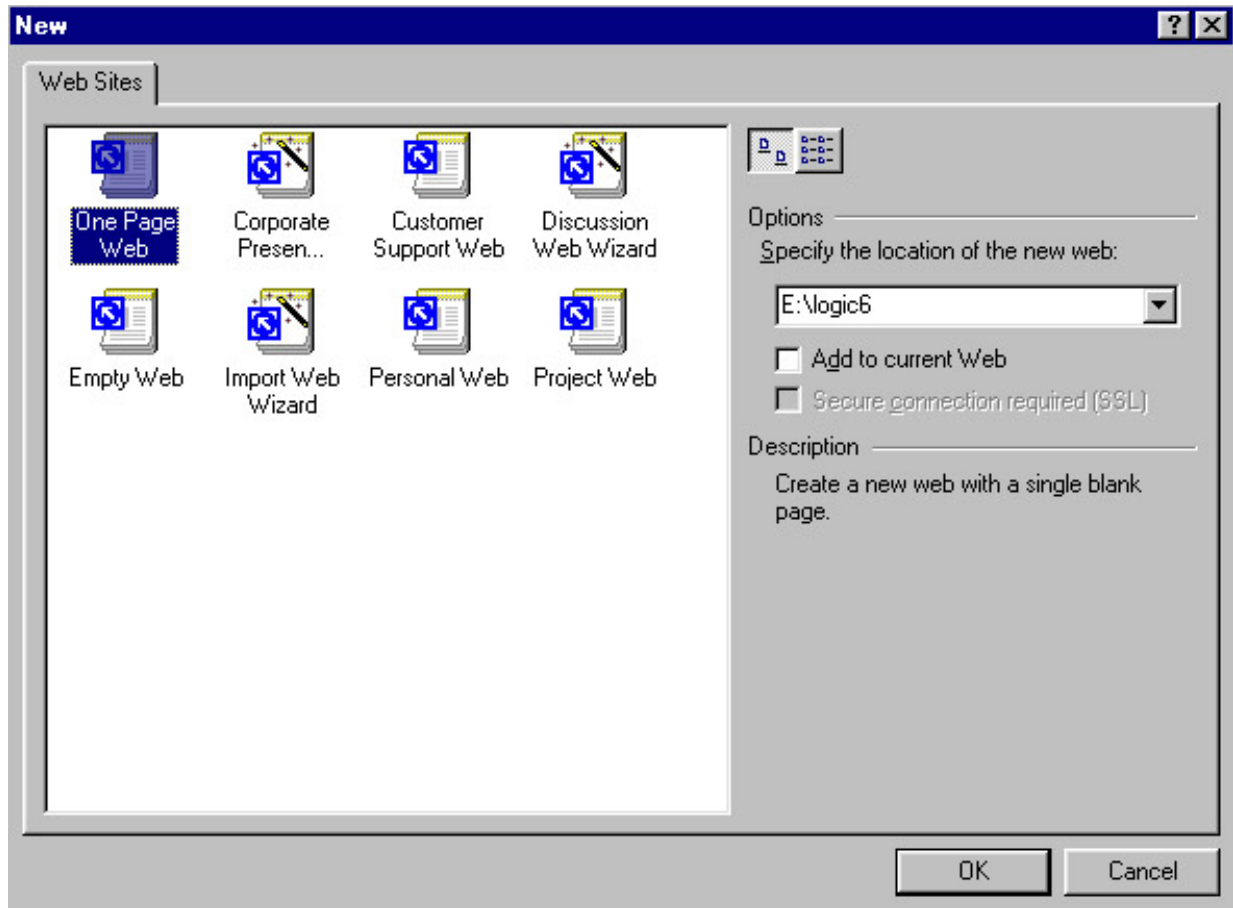 New
Web Sites
One Page
Web
Corporate
Presen...
Customer
Support Web
Discussion
Web Wizard
Empty Web
Import Web
Wizard
Personal Web
Project Web
Options
Specify the location of the new web:
E:\logic6
Add to current Web
Secure connection required (SSL)
Description
Create a new web with a single blank
page.
OK
Cancel